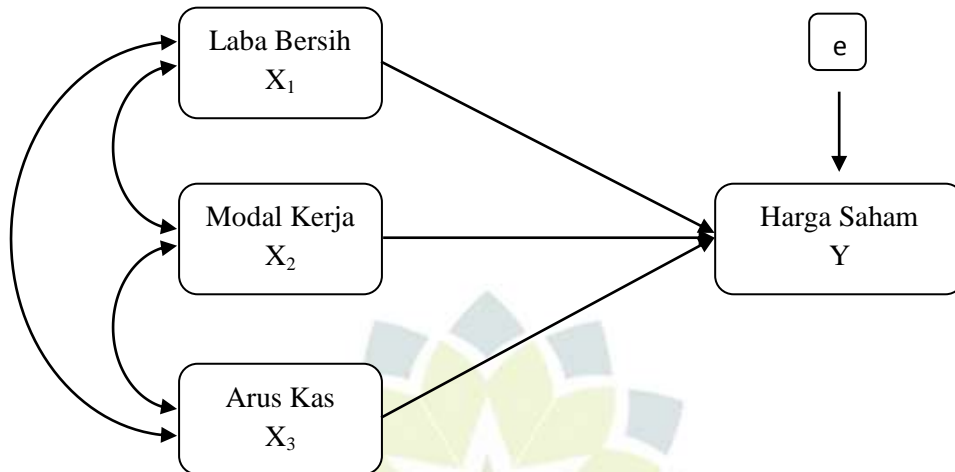 Laba Bersih
X₁
e
Modal Kerja
X₂
Harga Saham
Y
Arus Kas
X₃